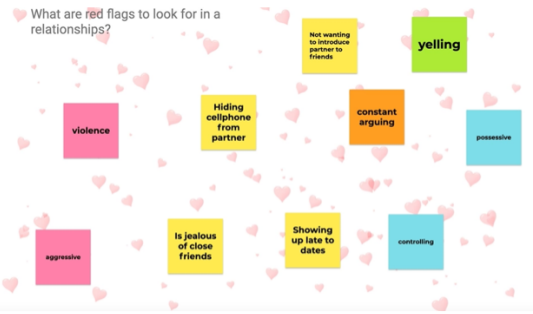 What are red flags to look for in a
relationships?
Not wanting
to introduce
partner to
friends
yelling
violence
Hiding
cellphone
from
partner
constant
arguing
possessive
aggressive
Is jealous
of close
friends
Showing
up late to
dates
controlling